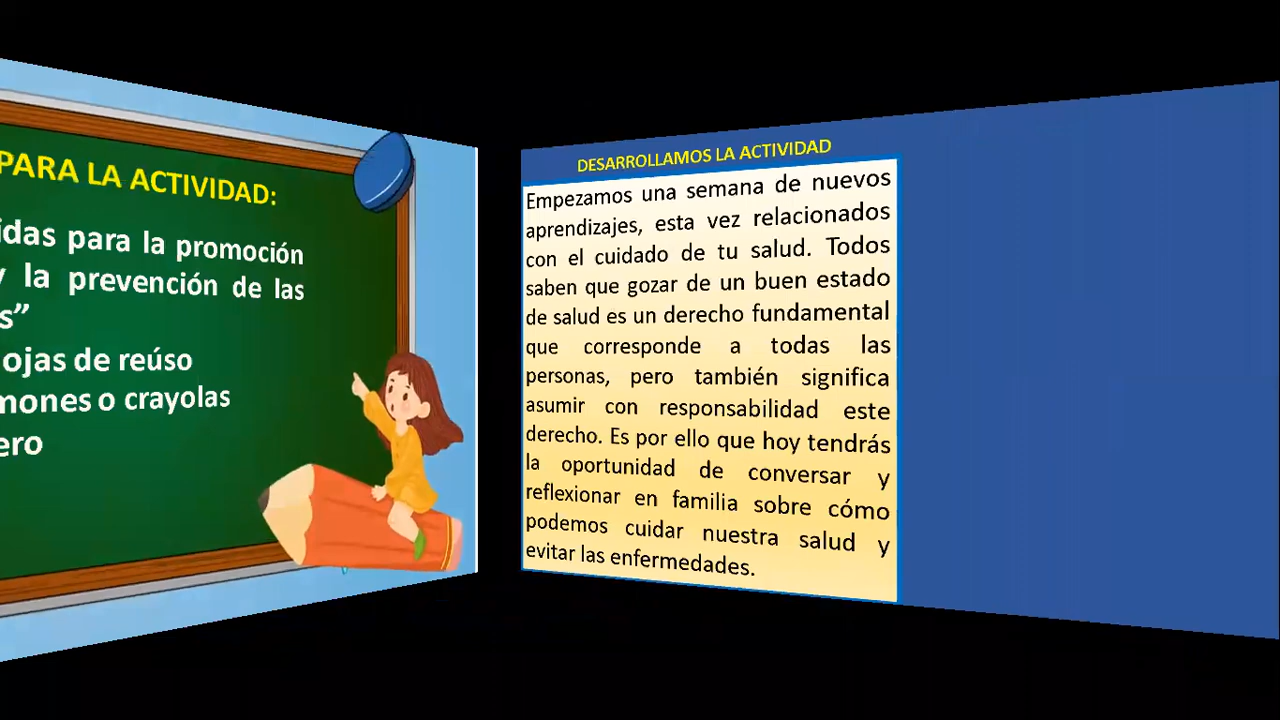 PARA LA ACTIVIDAD:
para la promoción
y la prevención de las
de reúso
o crayolas
DESARROLLAMOS LA ACTIVIDAD
Empezamos una semana de nuevos
aprendizajes, esta vez relacionados
con el cuidado de tu salud. Todos
saben que gozar de un buen estado
de salud es un derecho fundamental
que corresponde a todas las
personas, pero también significa
asumir con responsabilidad este
derecho. Es por ello que hoy tendrás
la oportunidad de conversar y
reflexionar en familia sobre cómo
podemos cuidar nuestra salud y
evitar las enfermedades.